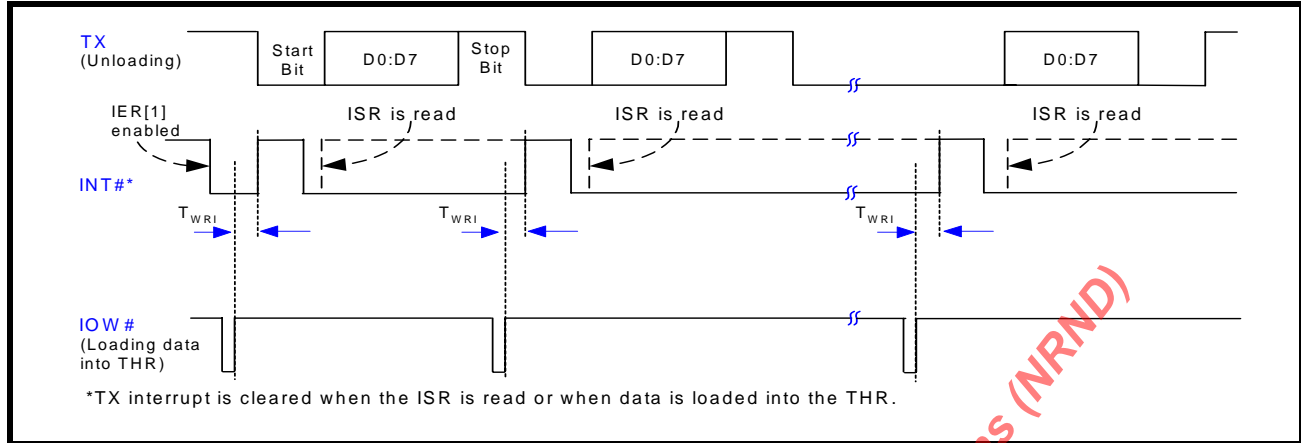 TX
(Unloading)
Start
Bit
D0:D7
Stop
Bit
D0:D7
D0:D7
IER[1]
enabled
ISR is read
ISR is read
ISR is read
INT#*
TWRI
TWRI
TWRI
IOW#
(Loading data
into THR)
*TX interrupt is cleared when the ISR is read or when data is loaded into the THR.
(NRND)